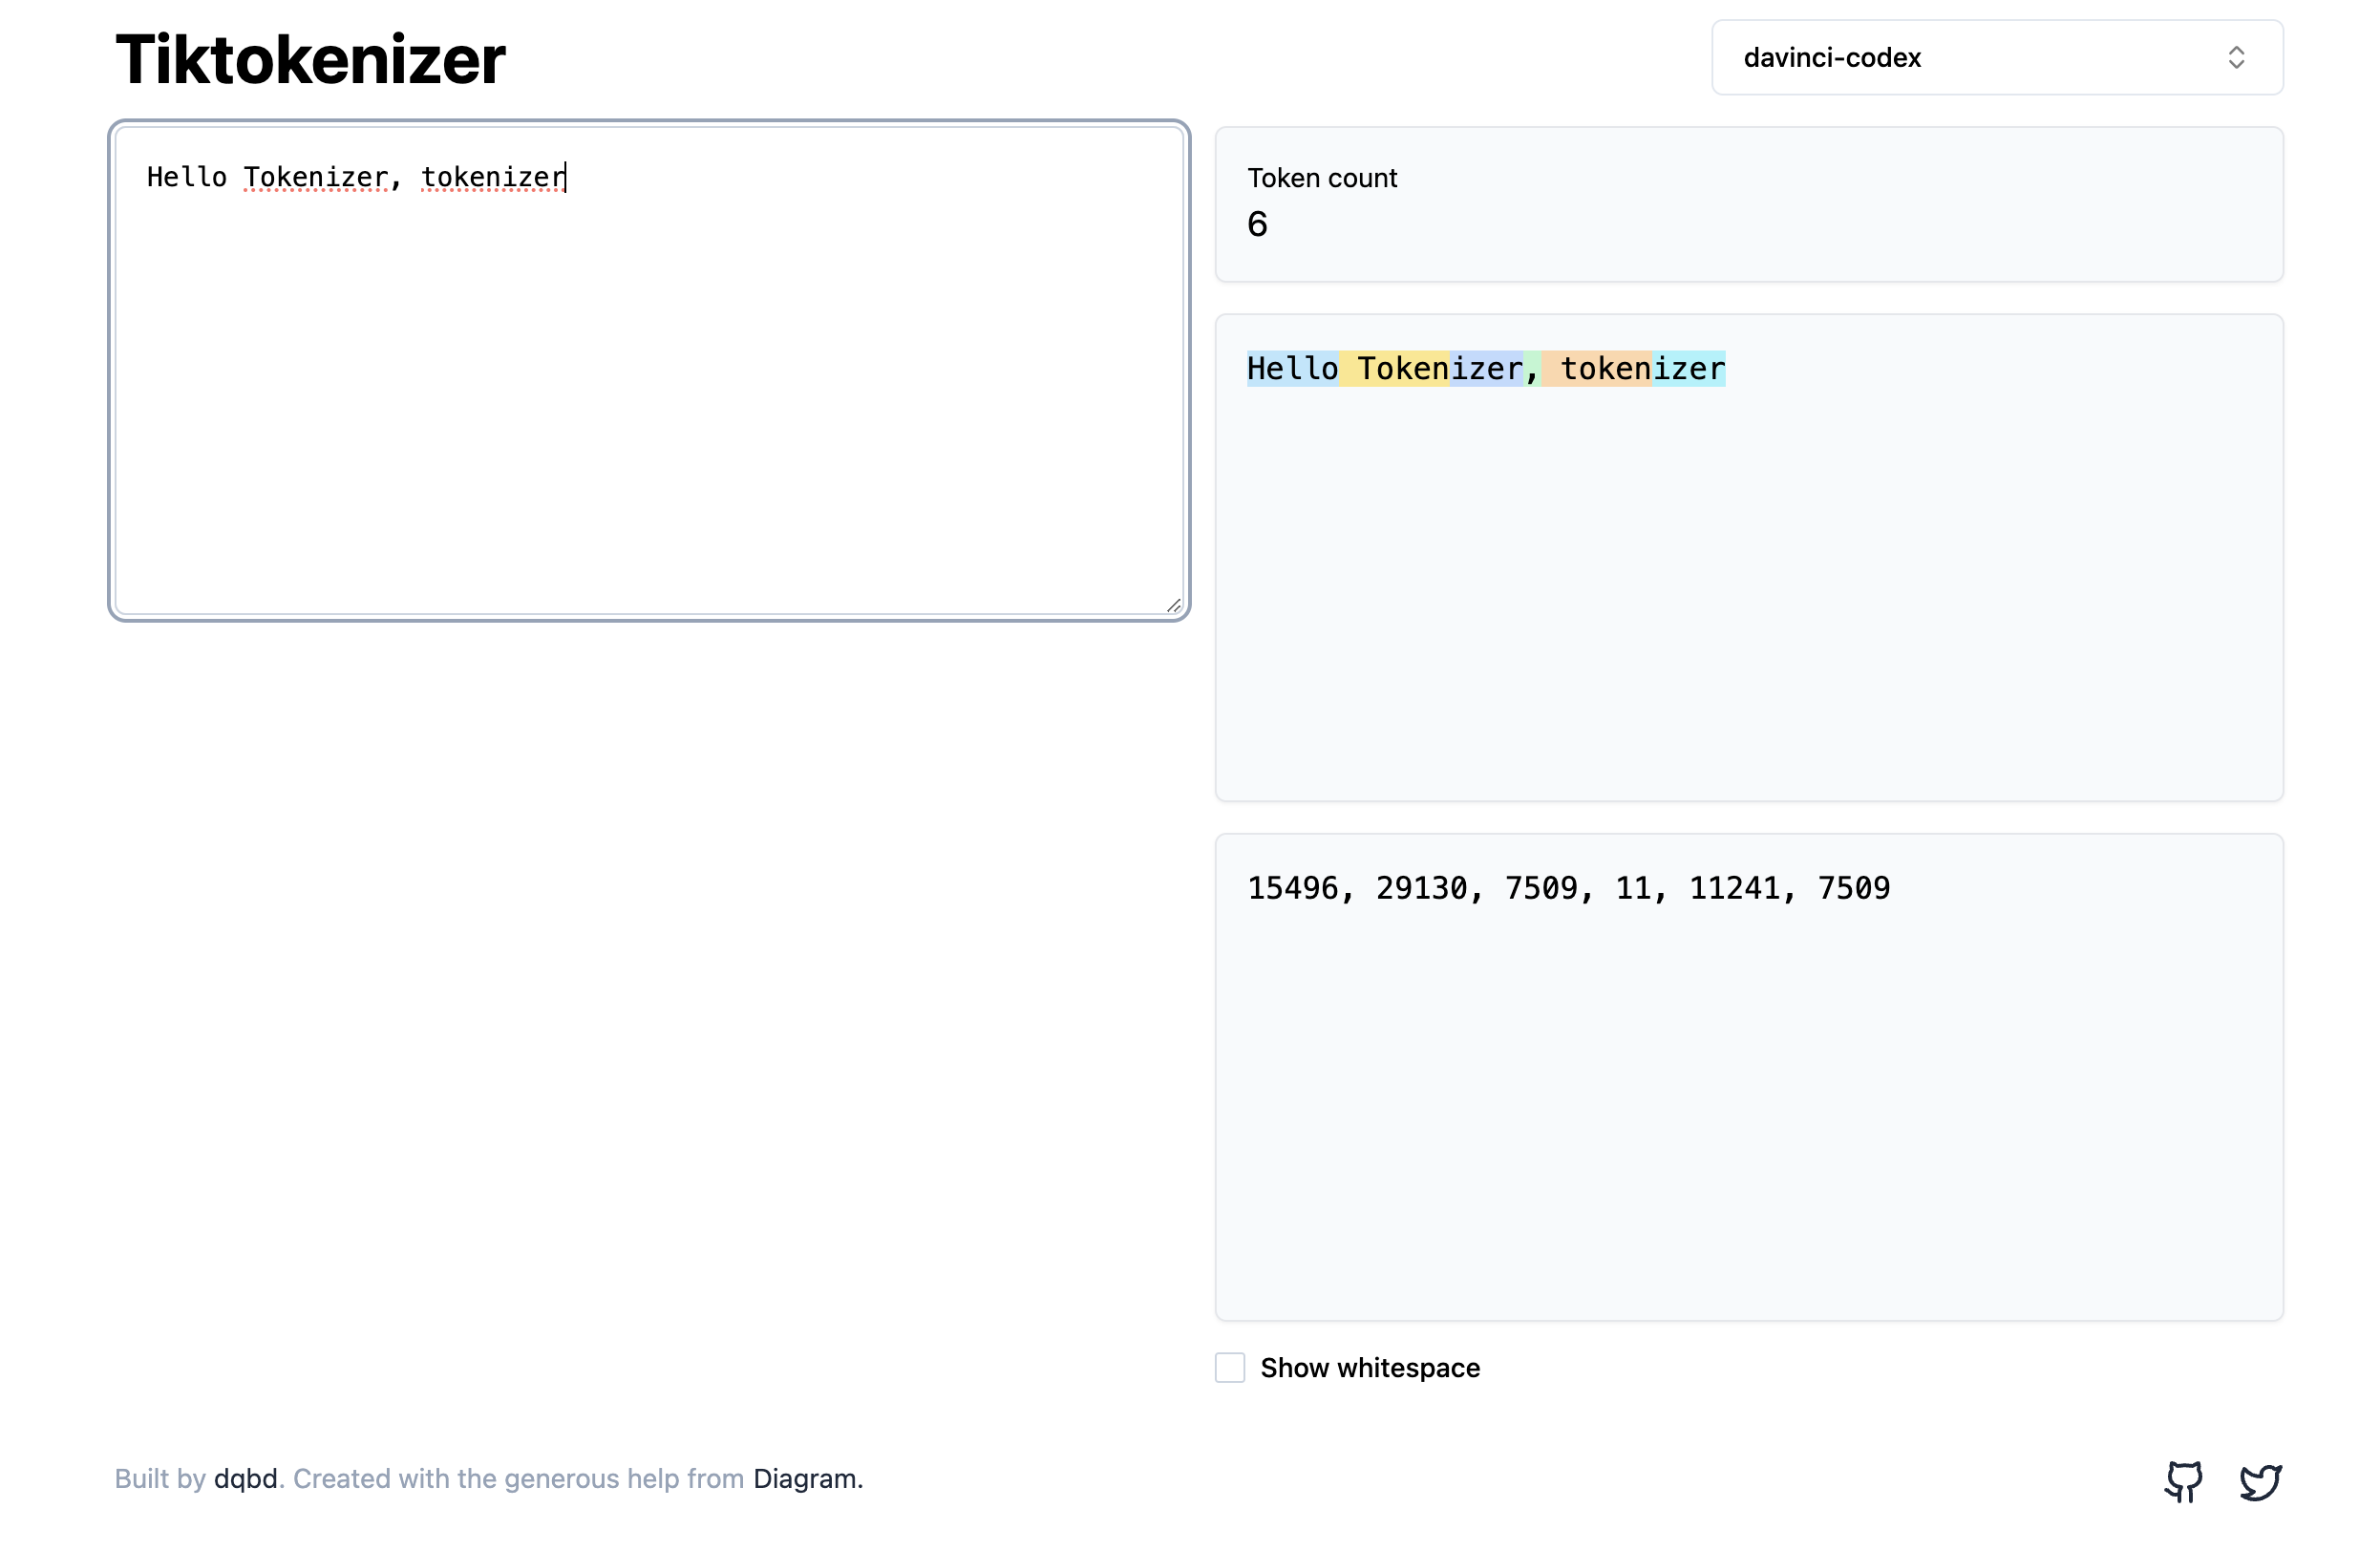 Tiktokenizer
davinci-codex
Hello Tokenizer, tokenizer
Token count
6
Hello Tokenizer, tokenizer
15496, 29130, 7509, 11, 11241, 7509
Show whitespace
Built by dqbd. Created with the generous help from Diagram.